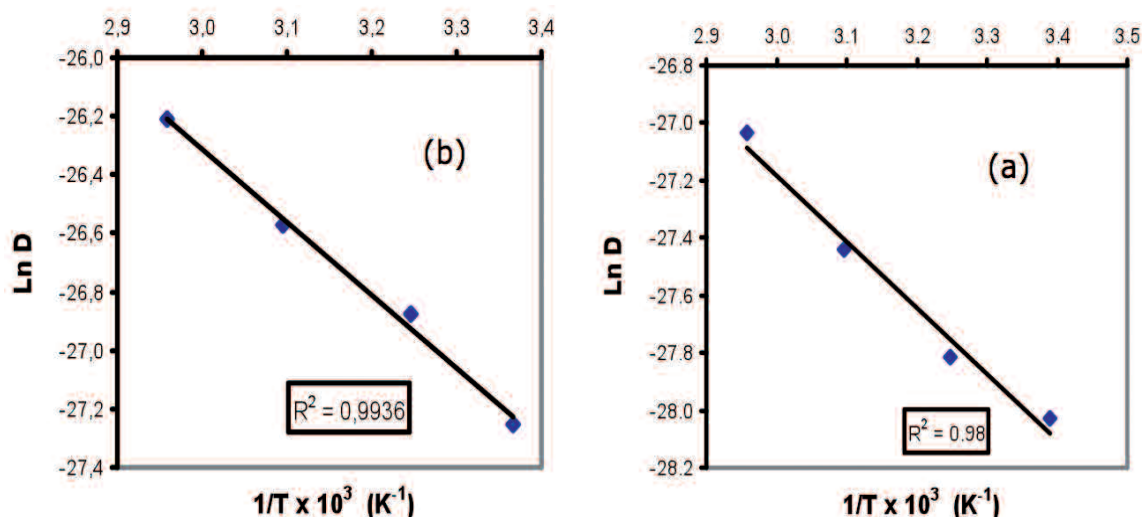 2,9 3,0 3,1 3,2 3,3 3,4
-26,0
-26,2
-26,4
-26,6
-26,8
-27,0
-27,2
-27,4
Ln D
(b)
R² = 0,9936
1/T x 10³ (K⁻¹)
2.9 3.0 3.1 3.2 3.3 3.4 3.5
-26.8
-27.0
-27.2
-27.4
-27.6
-27.8
-28.0
-28.2
Ln D
(a)
R² = 0.98
1/T x 10³ (K⁻¹)